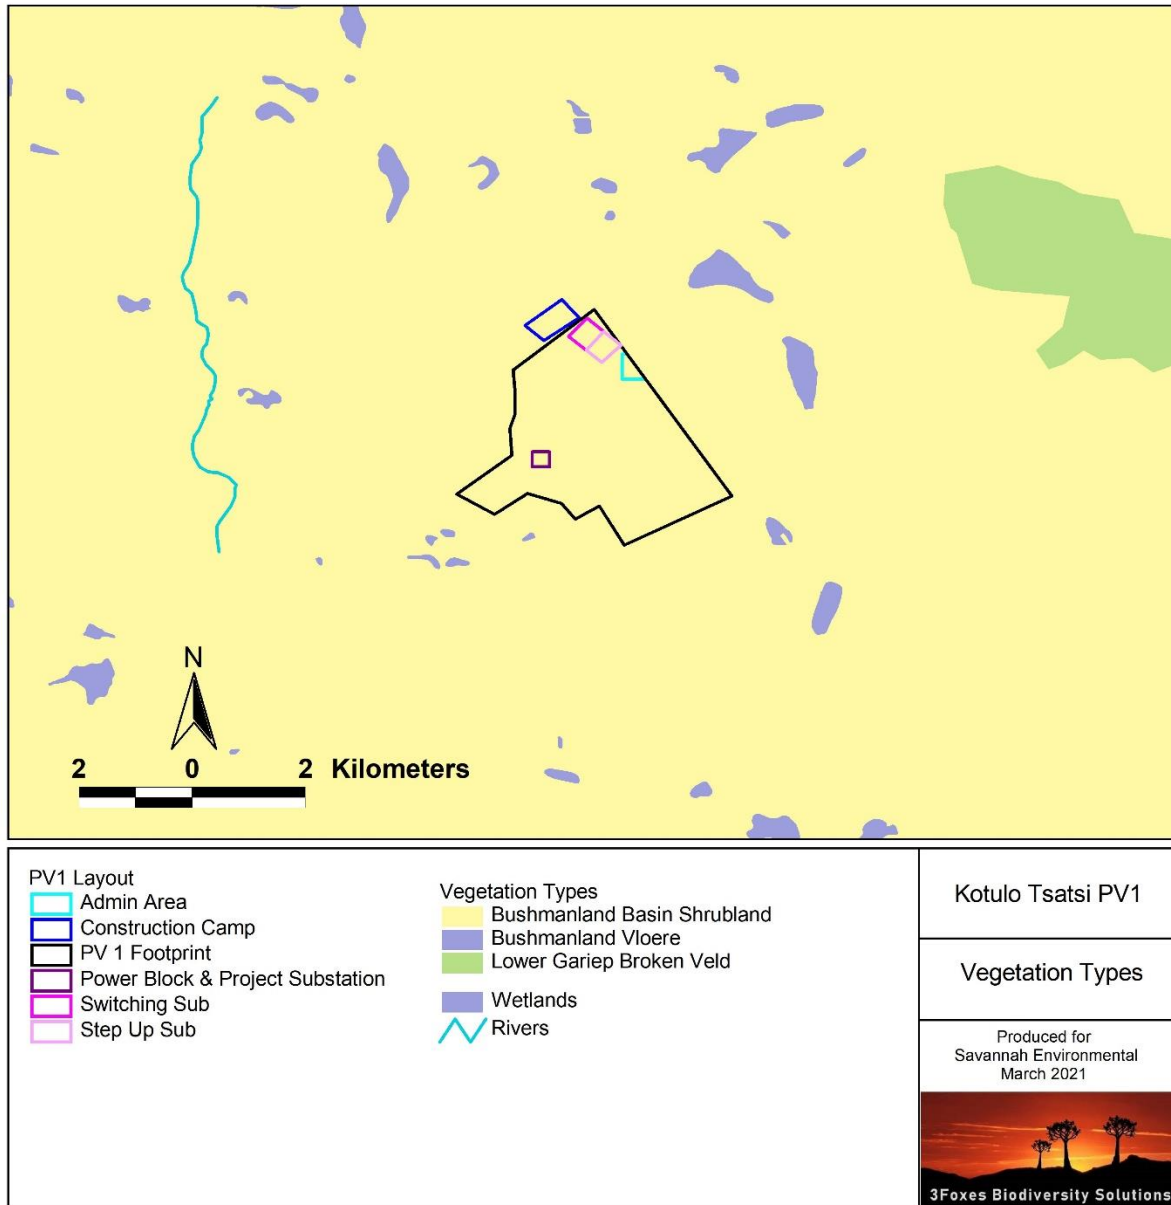 N
2 0 2 Kilometers
PV1 Layout
Admin Area
Construction Camp
PV 1 Footprint
Power Block & Project Substation
Switching Sub
Step Up Sub
Vegetation Types
Bushmanland Basin Shrubland
Bushmanland Vloere
Lower Gariep Broken Veld
Wetlands
Rivers
Kotulo Tsatsi PV1
Vegetation Types
Produced for
Savannah Environmental
March 2021
3Foxes Biodiversity Solutions